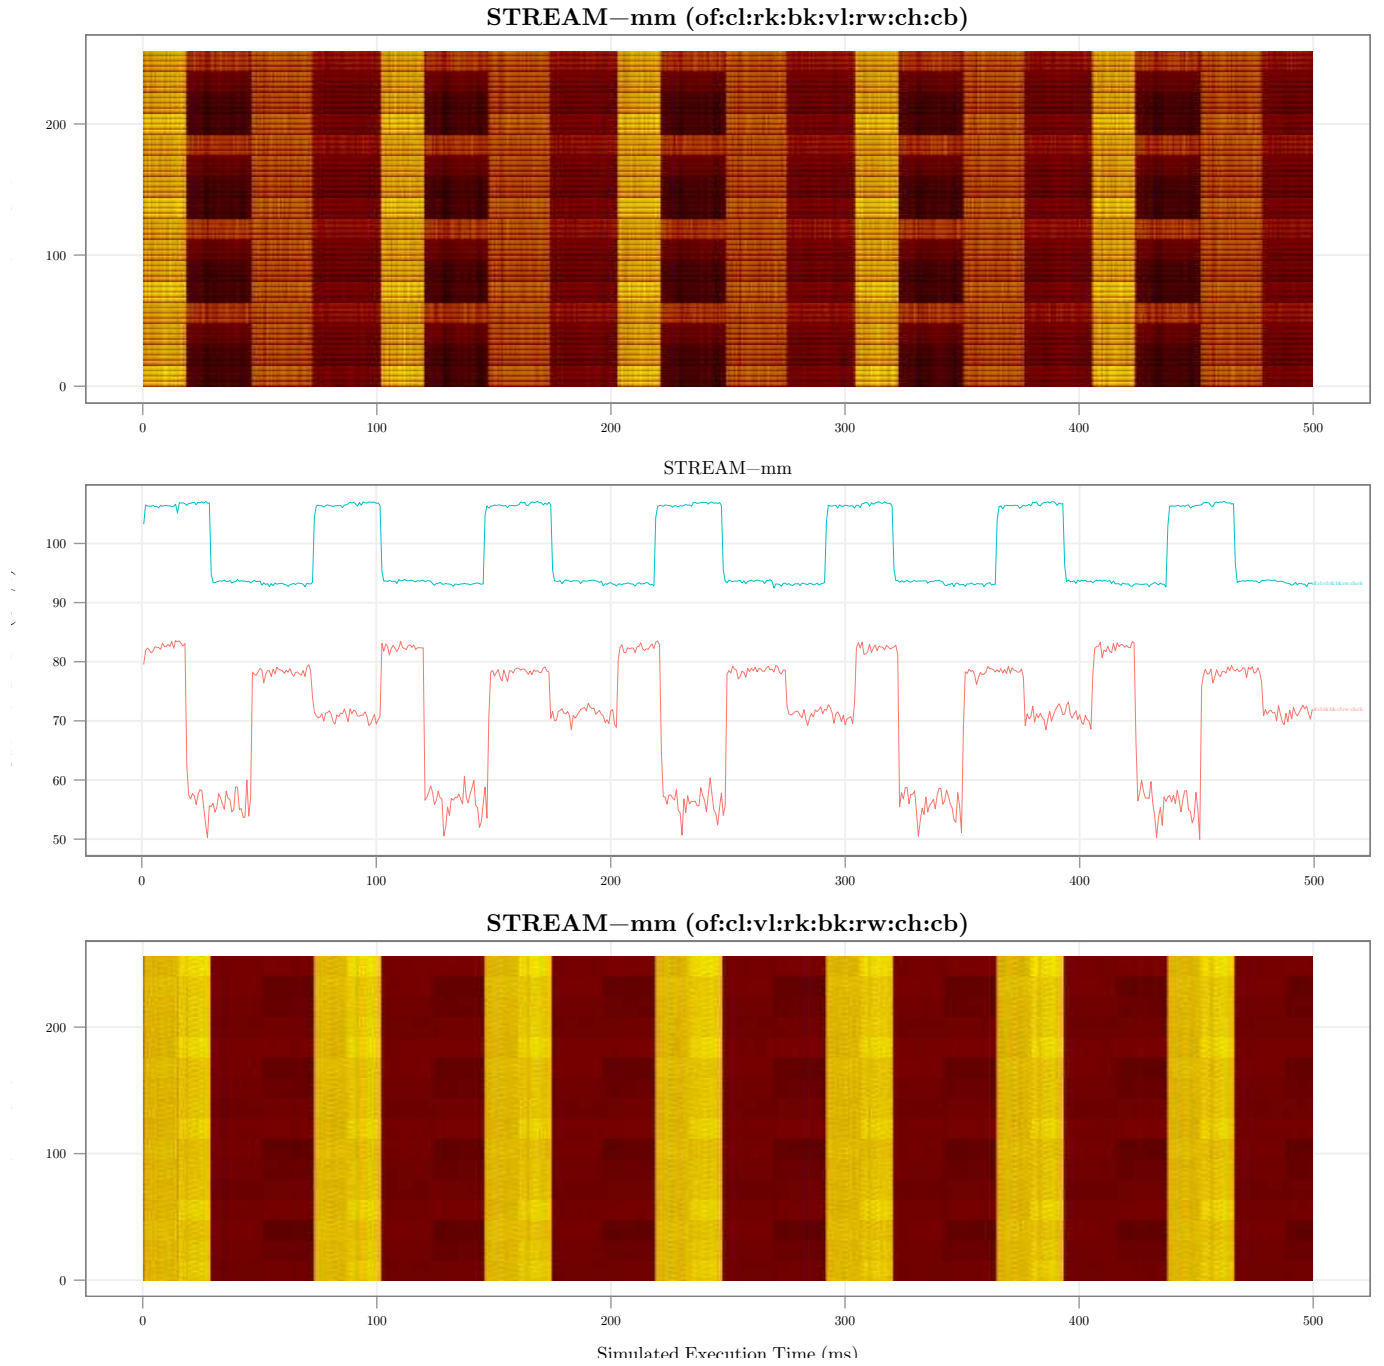 STREAM−mm (of:cl:rk:bk:vl:rw:ch:cb)
200
100
0
0 100 200 300 400 500
STREAM−mm
100
90
80
70
60
50
0 100 200 300 400 500
STREAM−mm (of:cl:vl:rk:bk:rw:ch:cb)
200
100
0
0 100 200 300 400 500
Simulated Execution Time (ms)